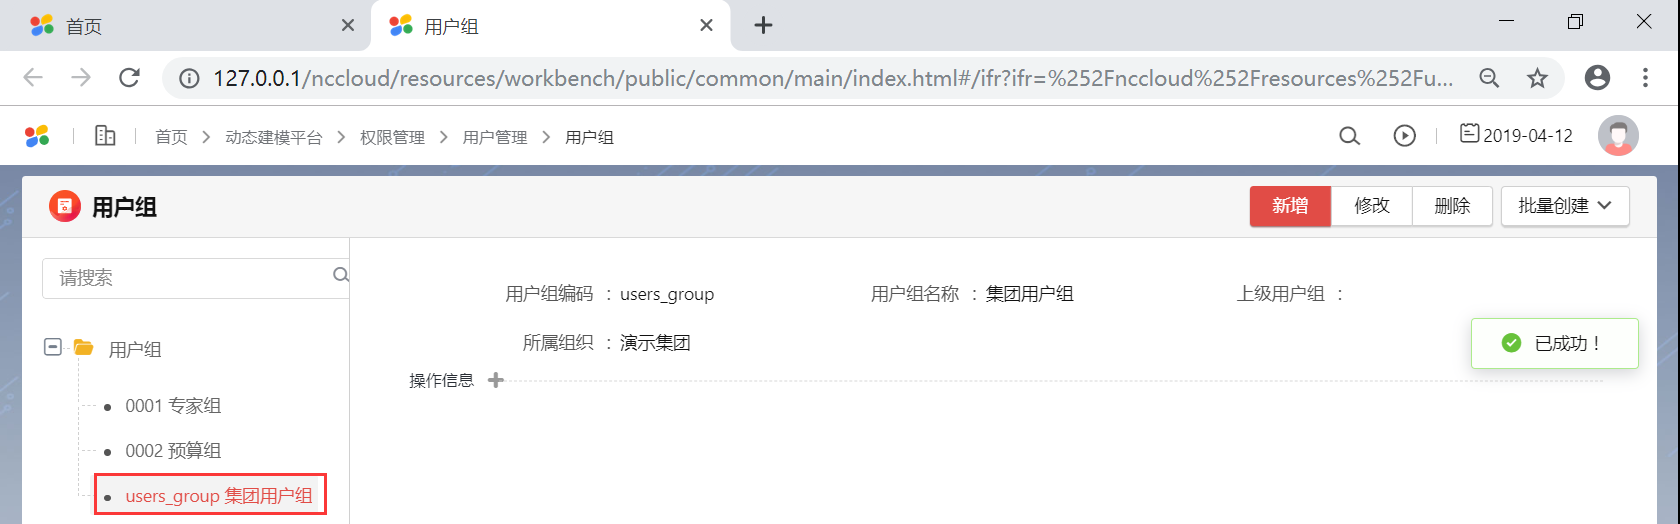 首页
用户组
127.0.0.1/nccloud/resources/workbench/public/common/main/index.html#/ifr?ifr=%252Fnccloud%252Fresources%252Fu...
首页 > 动态建模平台 > 权限管理 > 用户管理 > 用户组
2019-04-12
用户组
新增 修改 删除 批量创建
请搜索
用户组
0001 专家组
0002 预算组
users_group 集团用户组
用户组编码 : users_group
用户组名称 : 集团用户组
上级用户组 :
所属组织 : 演示集团
操作信息
已成功！